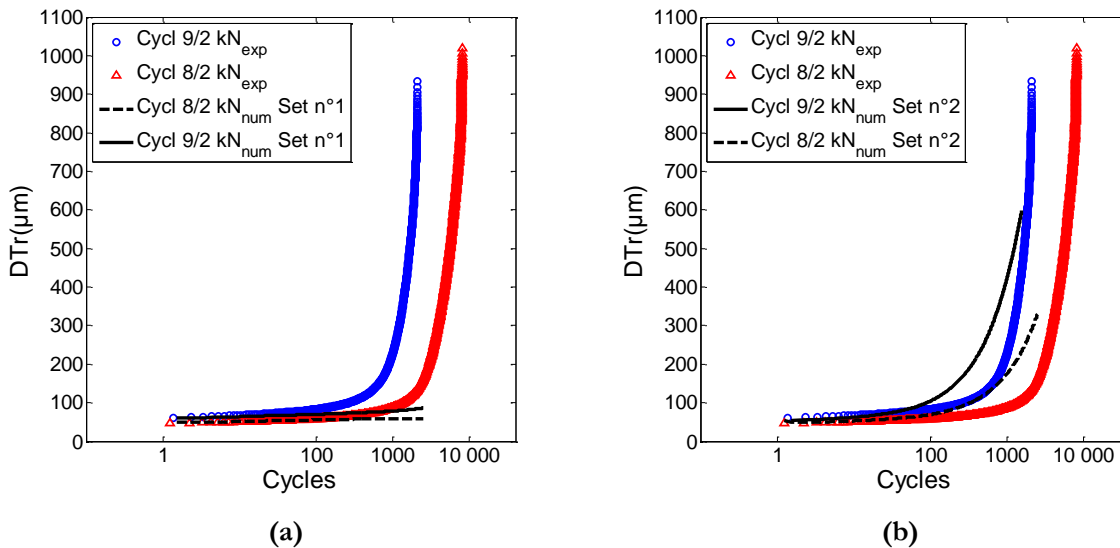 1100
1000
900
800
700
600
500
400
300
200
100
0
DTr(µm)
Cycl 9/2 kNexp
Cycl 8/2 kNexp
Cycl 8/2 kNnum Set n°1
Cycl 9/2 kNnum Set n°1
1 100 1000 10 000
Cycles
(a)
1100
1000
900
800
700
600
500
400
300
200
100
0
DTr(µm)
Cycl 9/2 kNexp
Cycl 8/2 kNexp
Cycl 9/2 kNnum Set n°2
Cycl 8/2 kNnum Set n°2
1 100 1000 10 000
Cycles
(b)